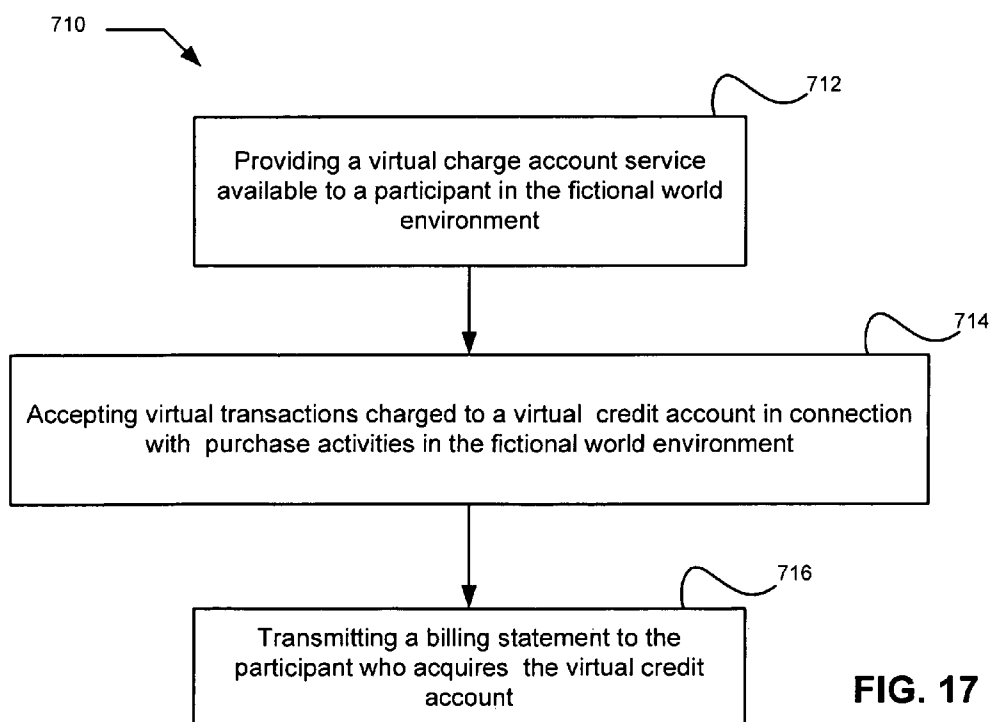 710
712
Providing a virtual charge account service
available to a participant in the fictional world
environment
714
Accepting virtual transactions charged to a virtual credit account in connection
with purchase activities in the fictional world environment
716
Transmitting a billing statement to the
participant who acquires the virtual credit
account
FIG. 17